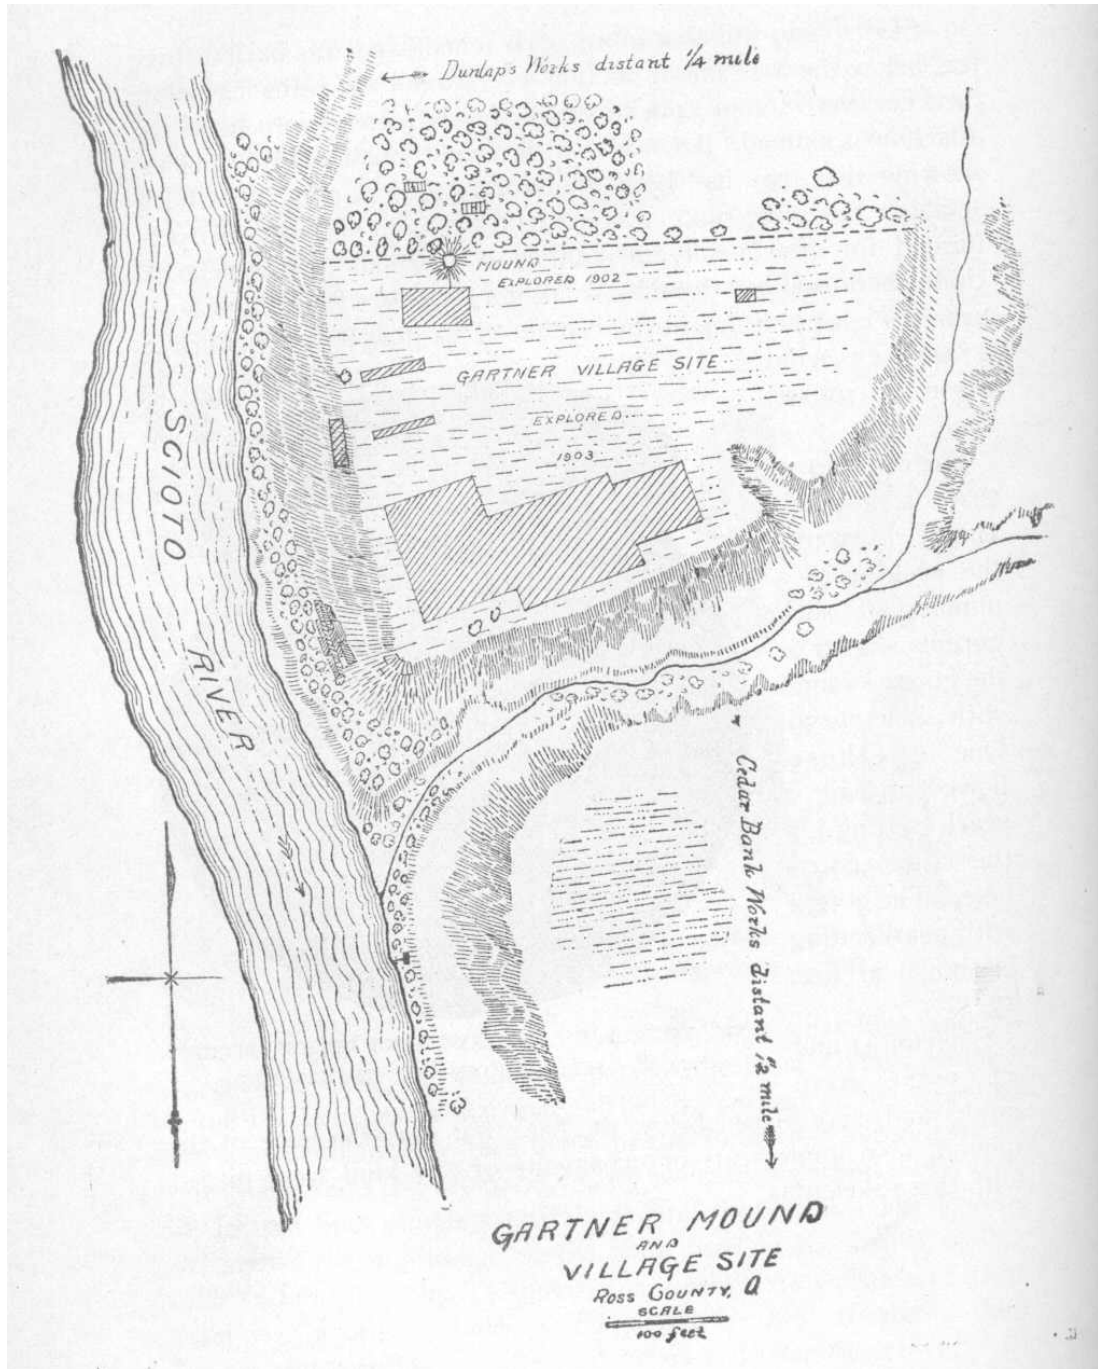 Dunlaps Works distant 1/4 mile
MOUND
EXPLORED 1902
GARTNER VILLAGE SITE
EXPLORED
1903
SCIOTO
RIVER
Cedar Bank Works distant 1/2 mile
GARTNER MOUND
AND
VILLAGE SITE
ROSS COUNTY, O
SCALE
100 feet